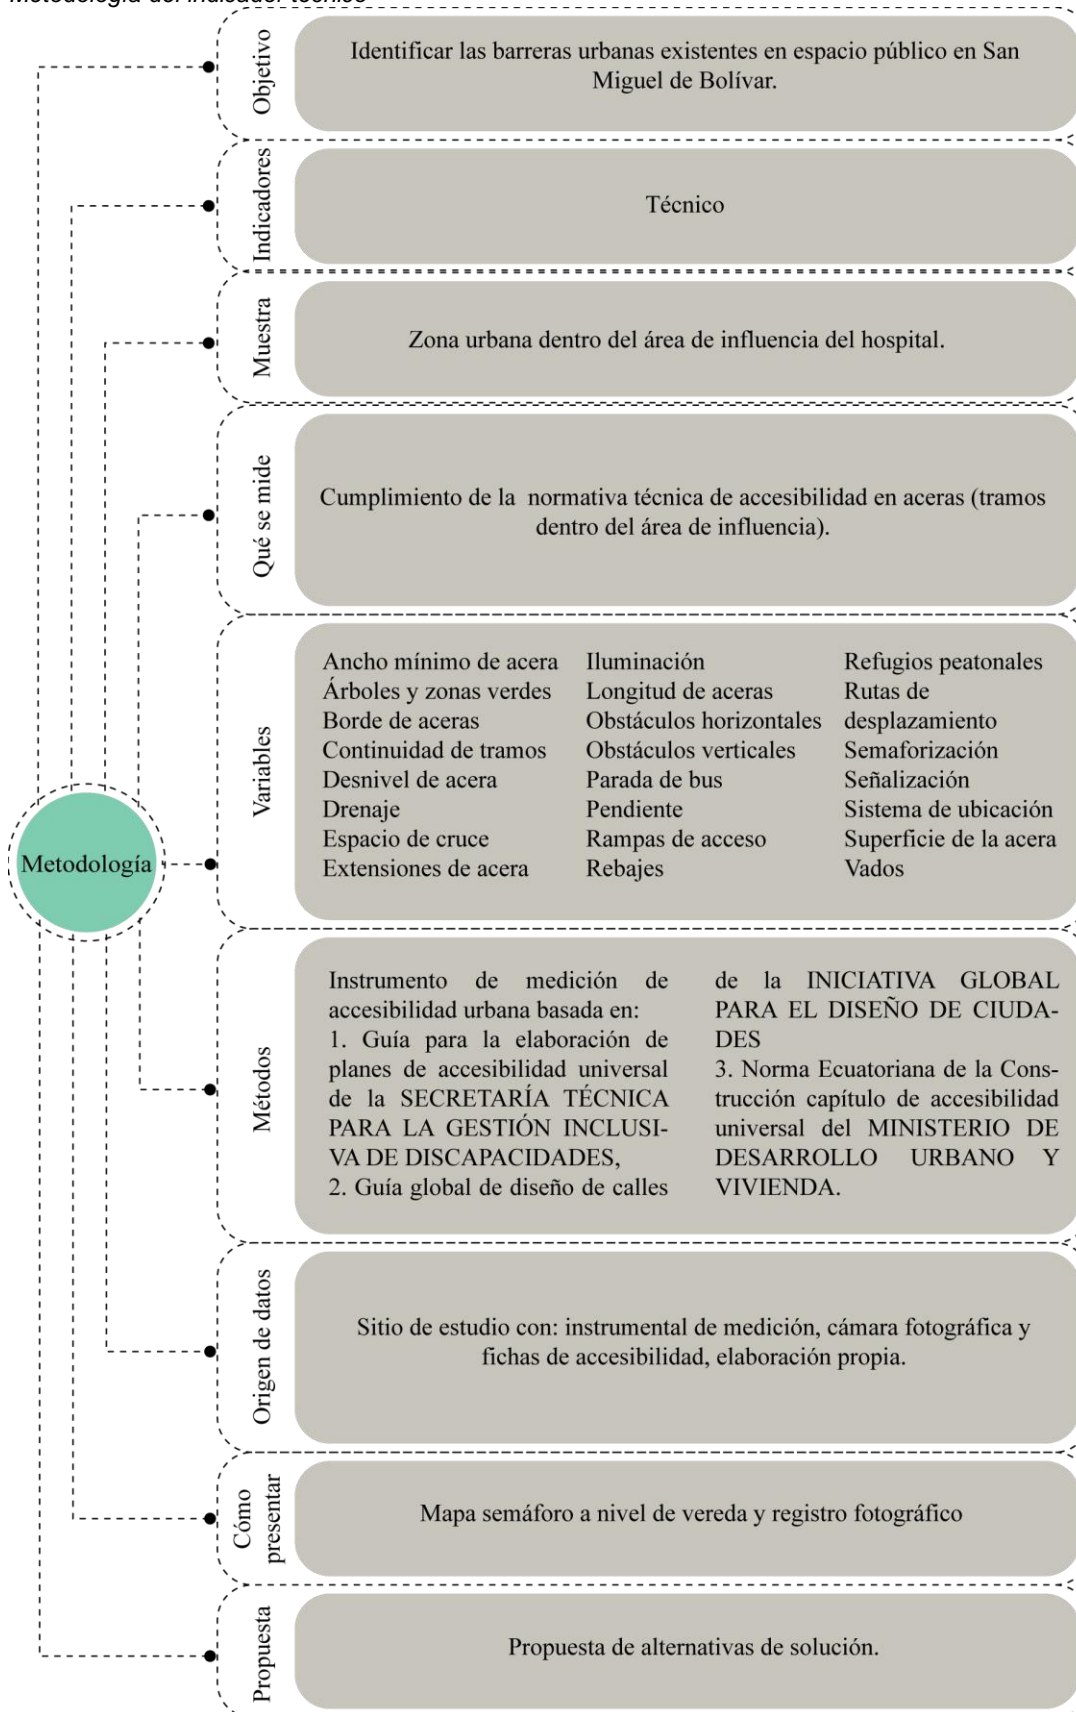 Metodología del indicador técnico
Metodología
Objetivo
Identificar las barreras urbanas existentes en espacio público en San
Miguel de Bolívar.
Indicadores
Técnico
Muestra
Zona urbana dentro del área de influencia del hospital.
Qué se mide
Cumplimiento de la normativa técnica de accesibilidad en aceras (tramos
dentro del área de influencia).
Variables
Ancho mínimo de acera
Árboles y zonas verdes
Borde de aceras
Continuidad de tramos
Desnivel de acera
Drenaje
Espacio de cruce
Extensiones de acera
Iluminación
Longitud de aceras
Obstáculos horizontales
Obstáculos verticales
Parada de bus
Pendiente
Rampas de acceso
Rebajes
Refugios peatonales
Rutas de
desplazamiento
Semaforización
Señalización
Sistema de ubicación
Superficie de la acera
Vados
Métodos
Instrumento de medición de
accesibilidad urbana basada en:
1. Guía para la elaboración de
planes de accesibilidad universal
de la SECRETARÍA TÉCNICA
PARA LA GESTIÓN INCLUSI-
VA DE DISCAPACIDADES,
2. Guía global de diseño de calles
de la INICIATIVA GLOBAL
PARA EL DISEÑO DE CIUDA-
DES
3. Norma Ecuatoriana de la Cons-
trucción capítulo de accesibilidad
universal del MINISTERIO DE
DESARROLLO URBANO Y
VIVIENDA.
Origen de datos
Sitio de estudio con: instrumental de medición, cámara fotográfica y
fichas de accesibilidad, elaboración propia.
Cómo
presentar
Mapa semáforo a nivel de vereda y registro fotográfico
Propuesta
Propuesta de alternativas de solución.